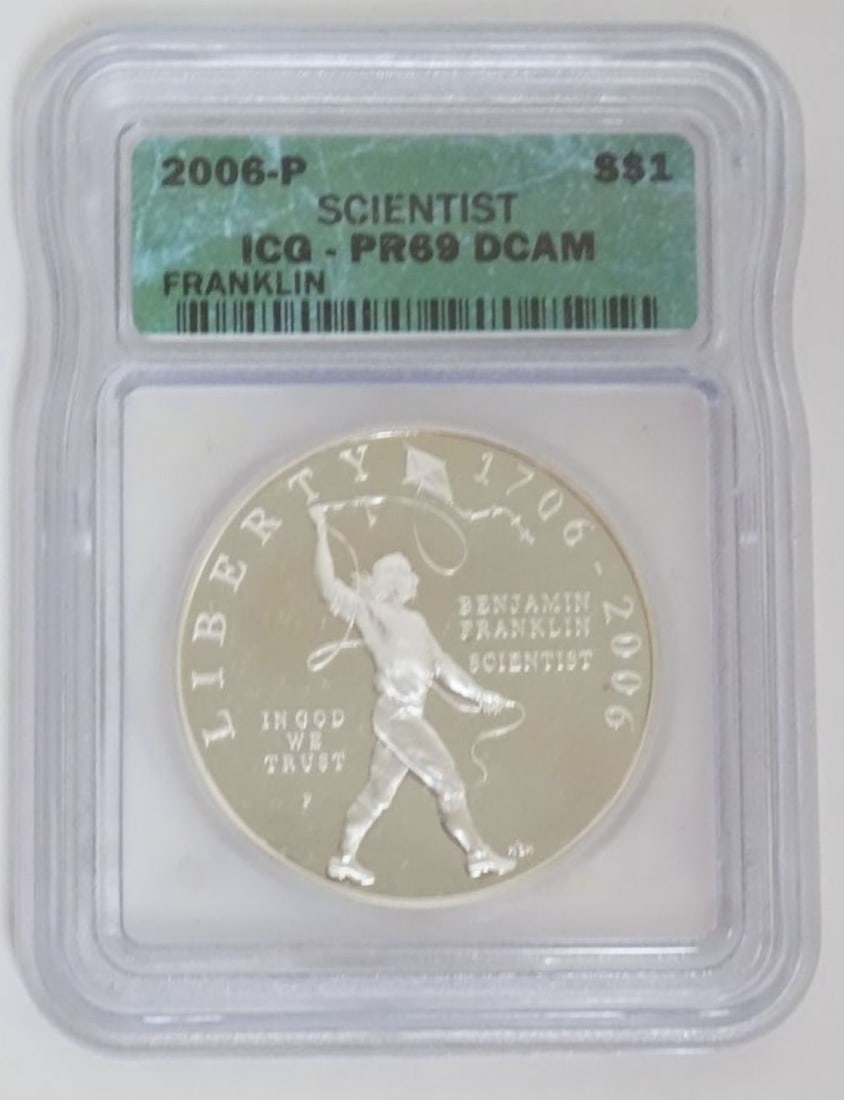 2006-P S$1
SCIENTIST
ICG - PR69 DCAM
FRANKLIN
LIBERTY 1706 - 2006
BENJAMIN
FRANKLIN
SCIENTIST
IN GOD
WE
TRUST
P